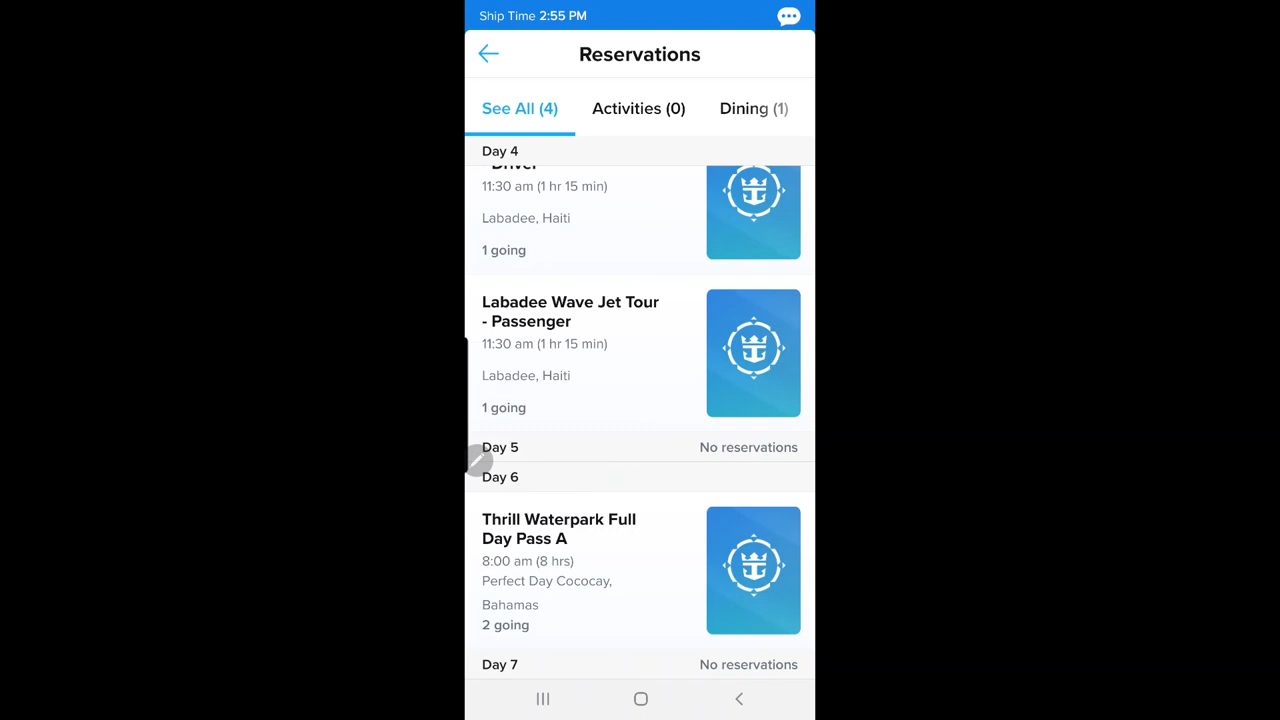 Ship Time 2:55 PM
Reservations
See All (4) Activities (0) Dining (1)
Day 4
- Driver
11:30 am (1 hr 15 min)
Labadee, Haiti
1 going
Labadee Wave Jet Tour
- Passenger
11:30 am (1 hr 15 min)
Labadee, Haiti
1 going
Day 5 No reservations
Day 6
Thrill Waterpark Full
Day Pass A
8:00 am (8 hrs)
Perfect Day Cococay,
Bahamas
2 going
Day 7 No reservations